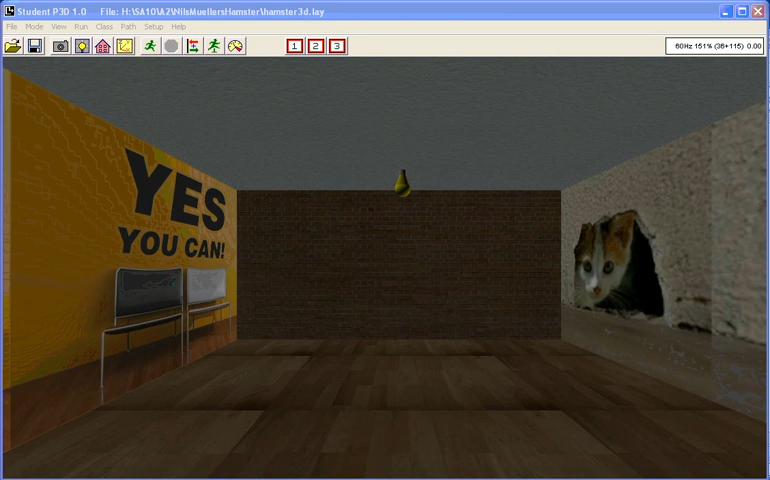 Student P3D 1.0 File: H:\SA10\A2\NilsMuellersHamster\hamster3d.lay
File Mode View Run Class Path Setup Help
1 2 3
60Hz 151% (36+115) 0.00
YES
YOU CAN!